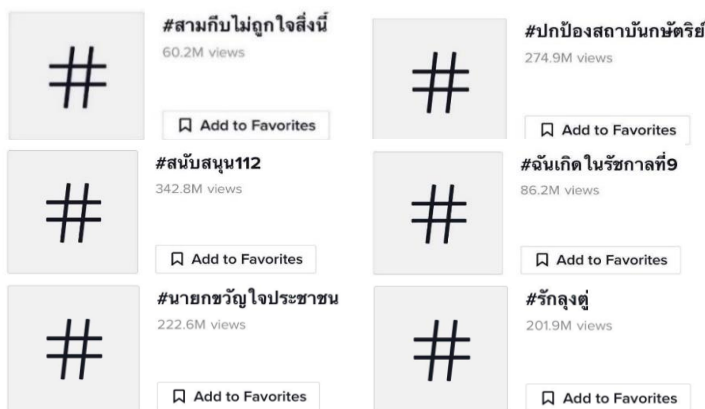 #สามกีบไม่ถูกใจสิ่งนี้
60.2M views
Add to Favorites
#ปกป้องสถาบันกษัตริย์
274.9M views
Add to Favorites
#สนับสนุน112
342.8M views
Add to Favorites
#ฉันเกิดในรัชกาลที่9
86.2M views
Add to Favorites
#นายกขวัญใจประชาชน
222.6M views
Add to Favorites
#รักลุงตู่
201.9M views
Add to Favorites